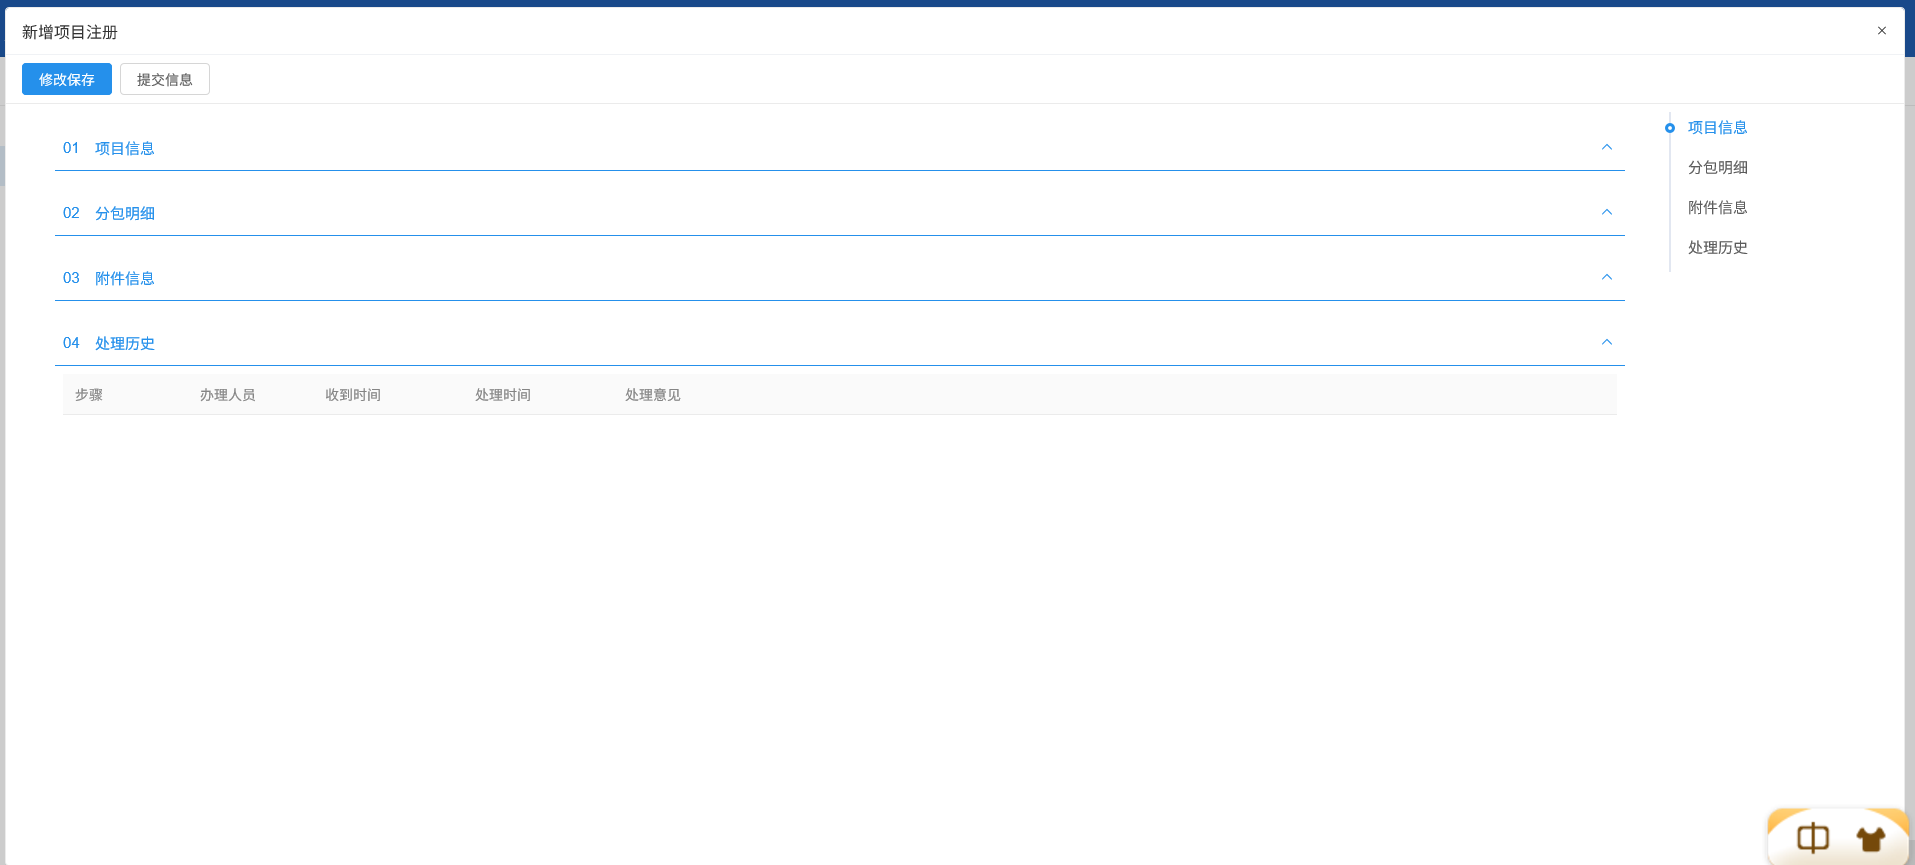 新增项目注册
×
修改保存 提交信息
01 项目信息
02 分包明细
03 附件信息
04 处理历史
步骤 办理人员 收到时间 处理时间 处理意见
项目信息
分包明细
附件信息
处理历史
中